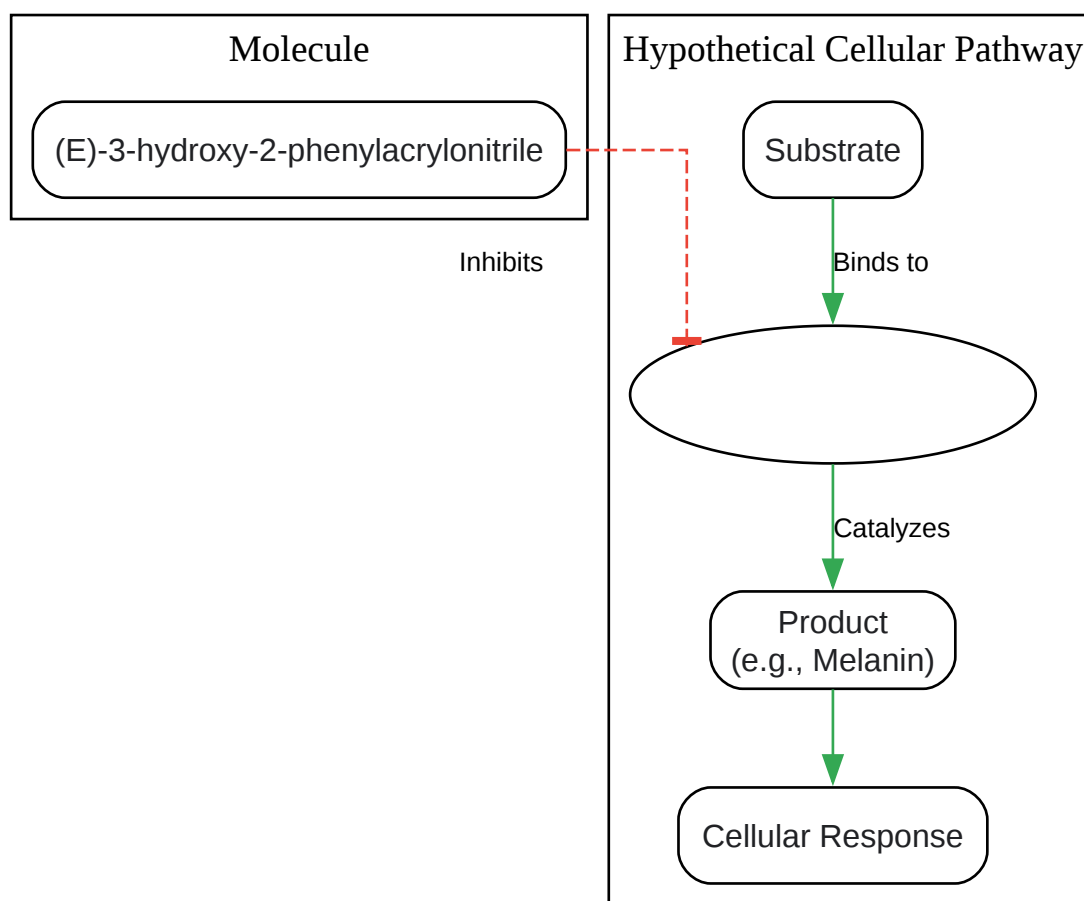 Molecule
(E)-3-hydroxy-2-phenylacrylonitrile
Inhibits
Hypothetical Cellular Pathway
Substrate
Binds to
Catalyzes
Product
(e.g., Melanin)
Cellular Response